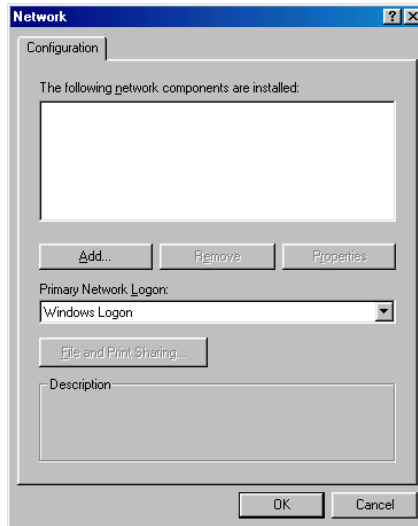 Network
Configuration
The following network components are installed:
Add...
Remove
Properties
Primary Network Logon:
Windows Logon
File and Print Sharing...
Description
OK
Cancel